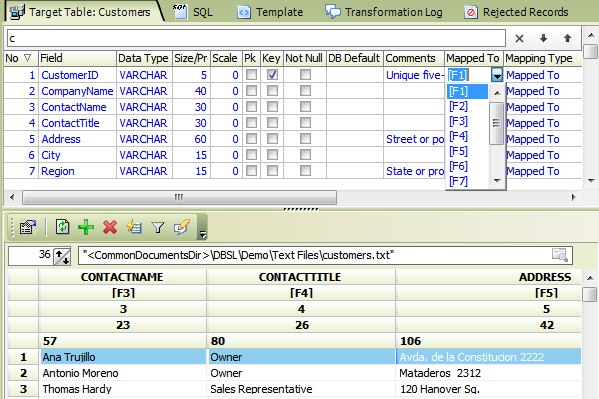 Target Table: Customers SQL Template Transformation Log Rejected Records
c
No Field Data Type Size/Pr Scale Pk Key Not Null DB Default Comments Mapped To Mapping Type
1 CustomerID VARCHAR 5 0 Unique five- [F1] Mapped To
2 CompanyName VARCHAR 40 0 [F1] Mapped To
3 ContactName VARCHAR 30 0 [F2] Mapped To
4 ContactTitle VARCHAR 30 0 [F3] Mapped To
[F4]
5 Address VARCHAR 60 0 Street or po [F5] Mapped To
6 City VARCHAR 15 0 [F6] Mapped To
7 Region VARCHAR 15 0 State or pro [F7] Mapped To
36 "<CommonDocumentsDir>\DBSL\Demo\Text Files\customers.txt"
CONTACTNAME CONTACTTITLE ADDRESS
[F3] [F4] [F5]
3 4 5
23 26 42
57 80 106
1 Ana Trujillo Owner Avda. de la Constitucion 2222
2 Antonio Moreno Owner Mataderos 2312
3 Thomas Hardy Sales Representative 120 Hanover Sq.